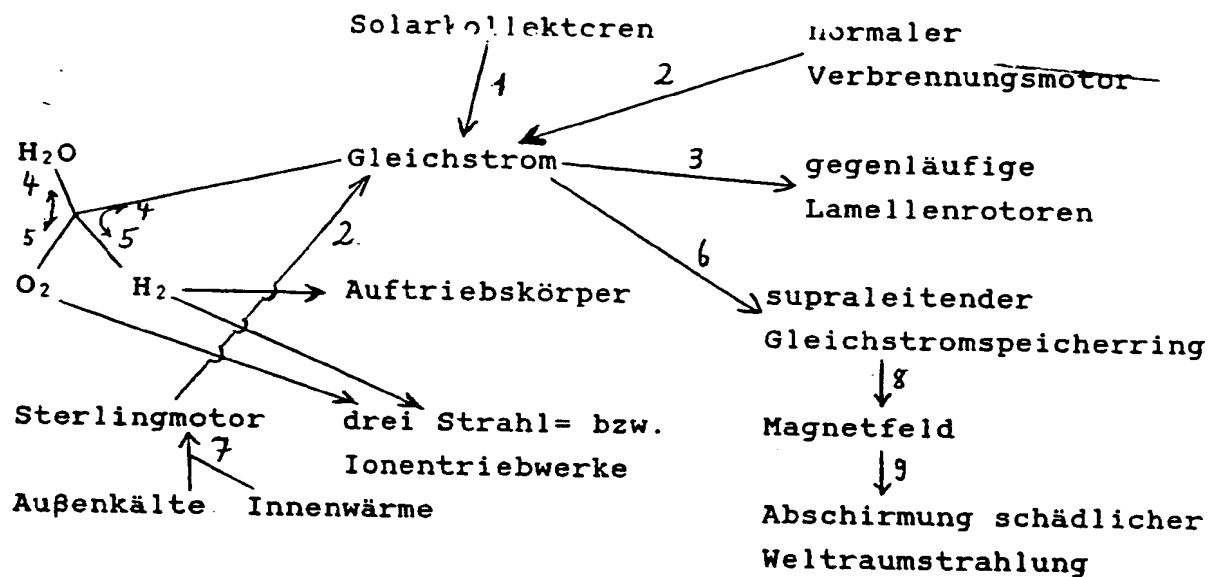 Solarkollektoren
normaler
Verbrennungsmotor
1
2
H₂O
Gleichstrom
3
gegenläufige
Lamellenrotoren
4
4
5
5
2.
6
O₂
H₂
Auftriebskörper
supraleitender
Gleichstromspeicherring
8
Sterlingmotor
drei Strahl= bzw.
Ionentriebwerke
Magnetfeld
7
9
Außenkälte
Innenwärme
Abschirmung schädlicher
Weltraumstrahlung